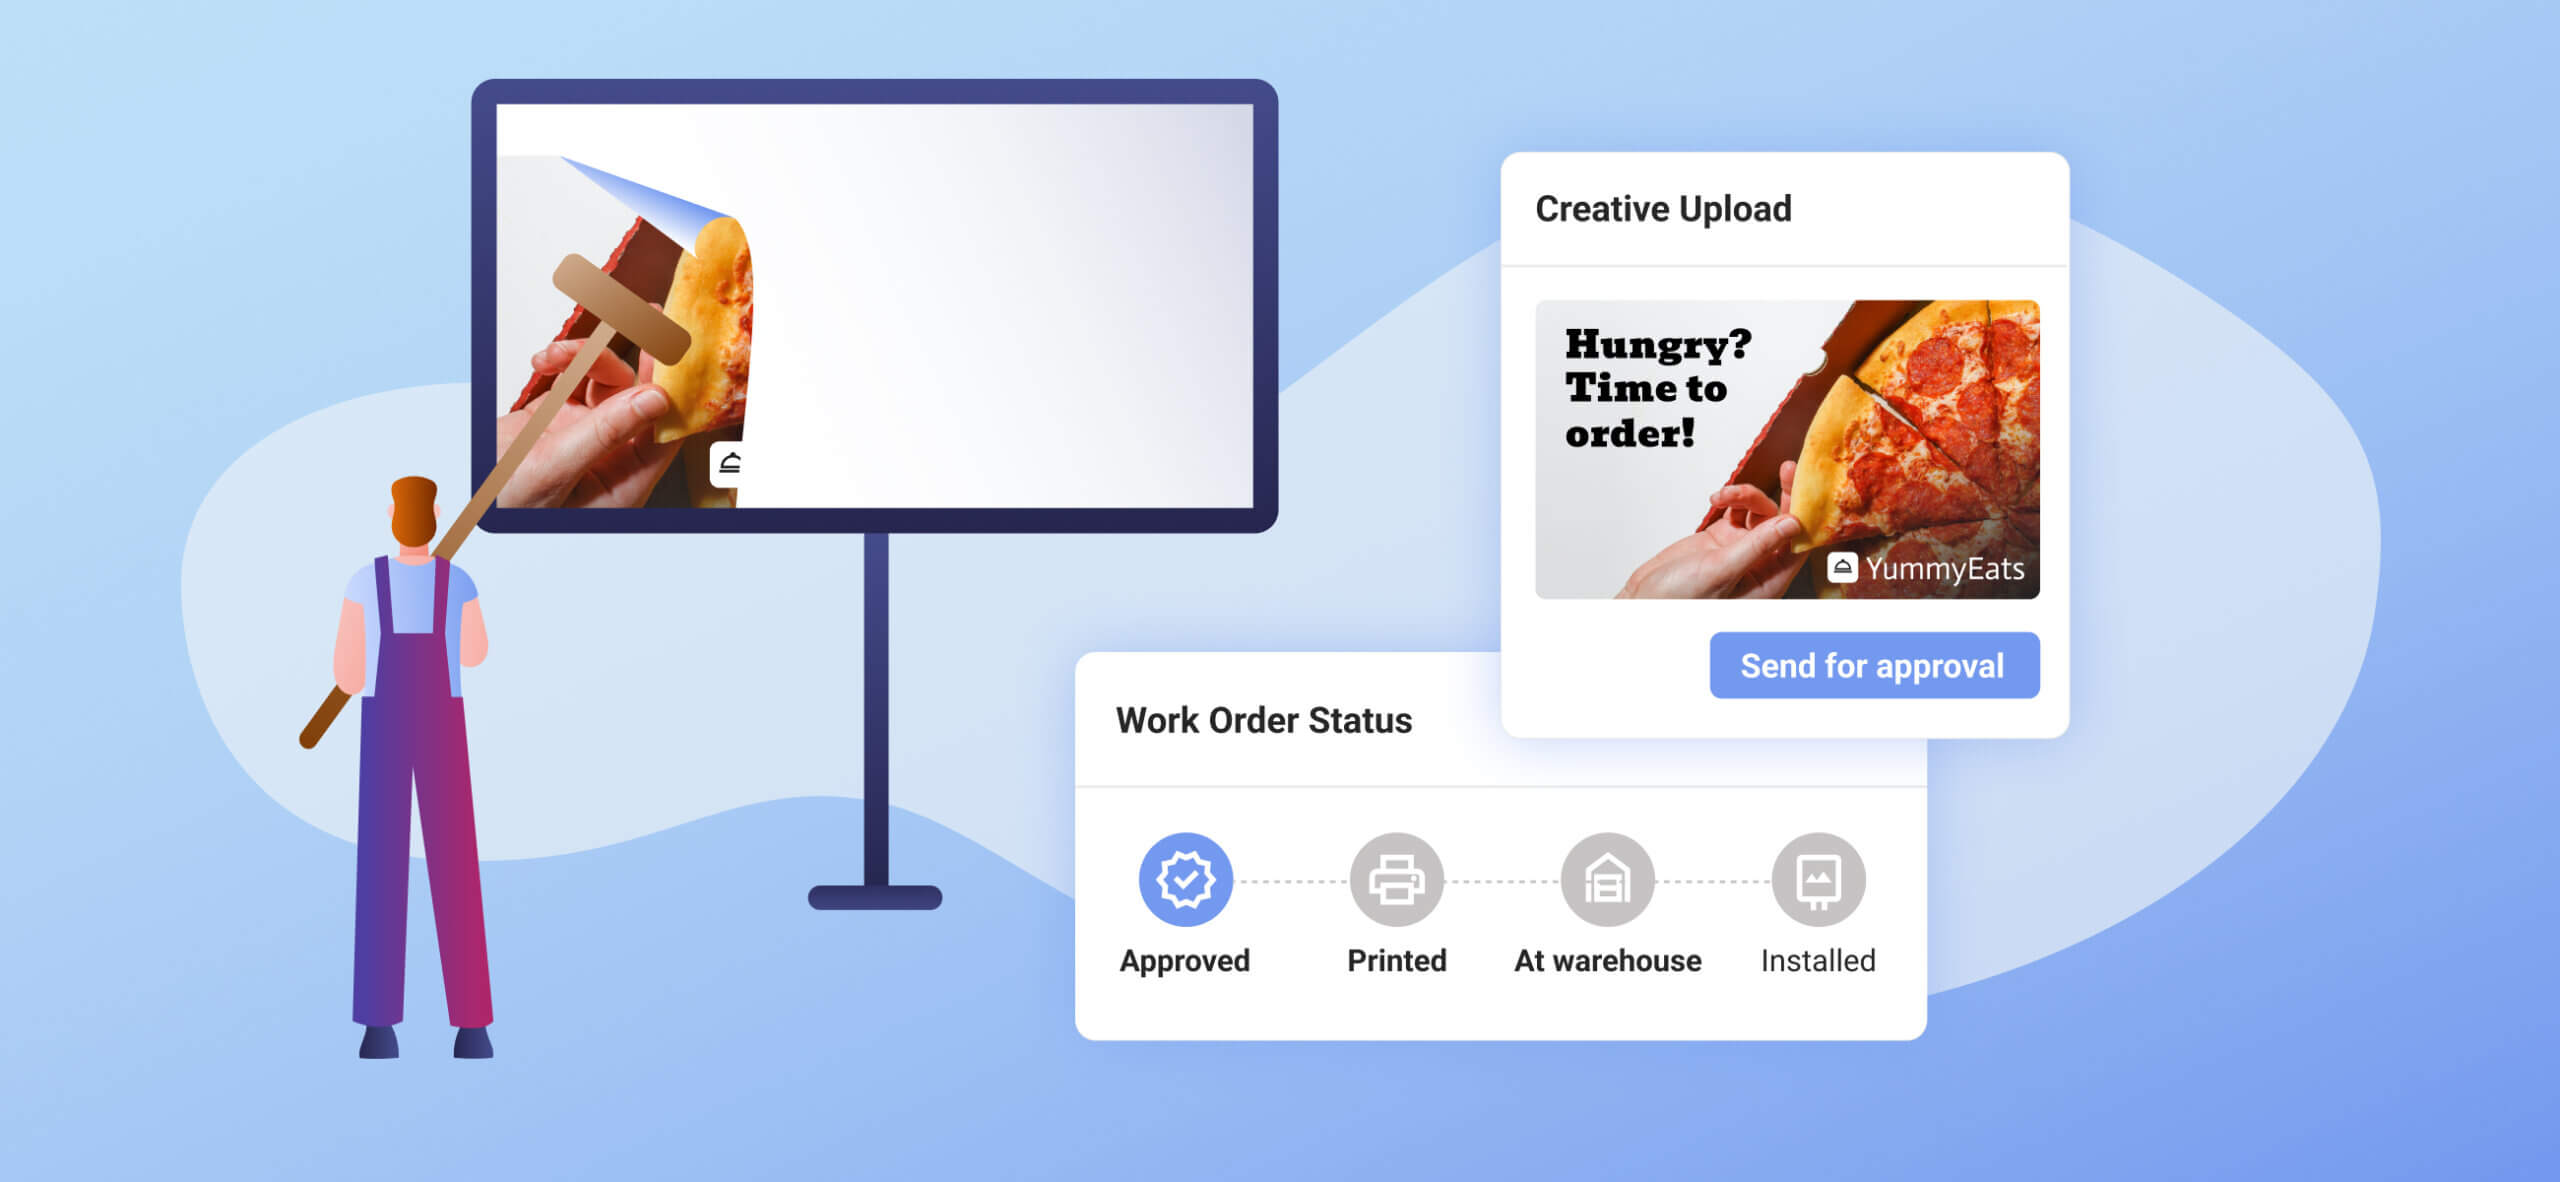 Creative Upload
Hungry?
Time to
order!
YummyEats
Send for approval
Work Order Status
Approved
Printed
At warehouse
Installed